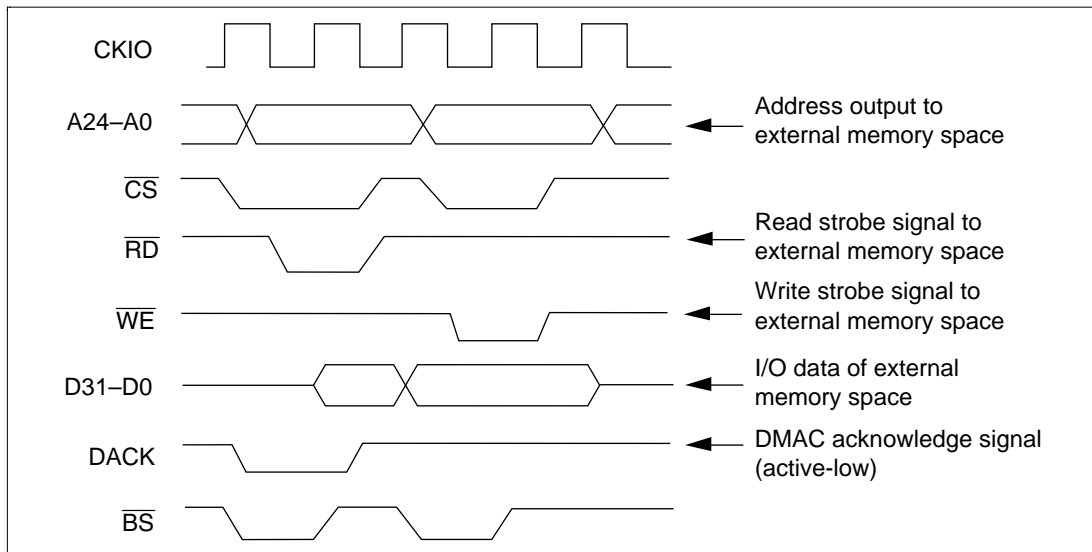 CKIO
A24–A0
Address output to
external memory space
CS
RD
Read strobe signal to
external memory space
WE
Write strobe signal to
external memory space
D31–D0
I/O data of external
memory space
DACK
DMAC acknowledge signal
(active-low)
BS